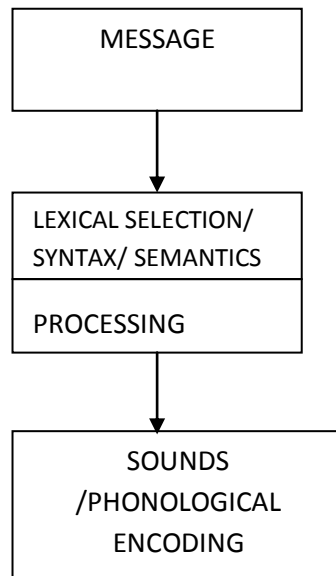 MESSAGE
LEXICAL SELECTION/
SYNTAX/ SEMANTICS
PROCESSING
SOUNDS
/PHONOLOGICAL
ENCODING